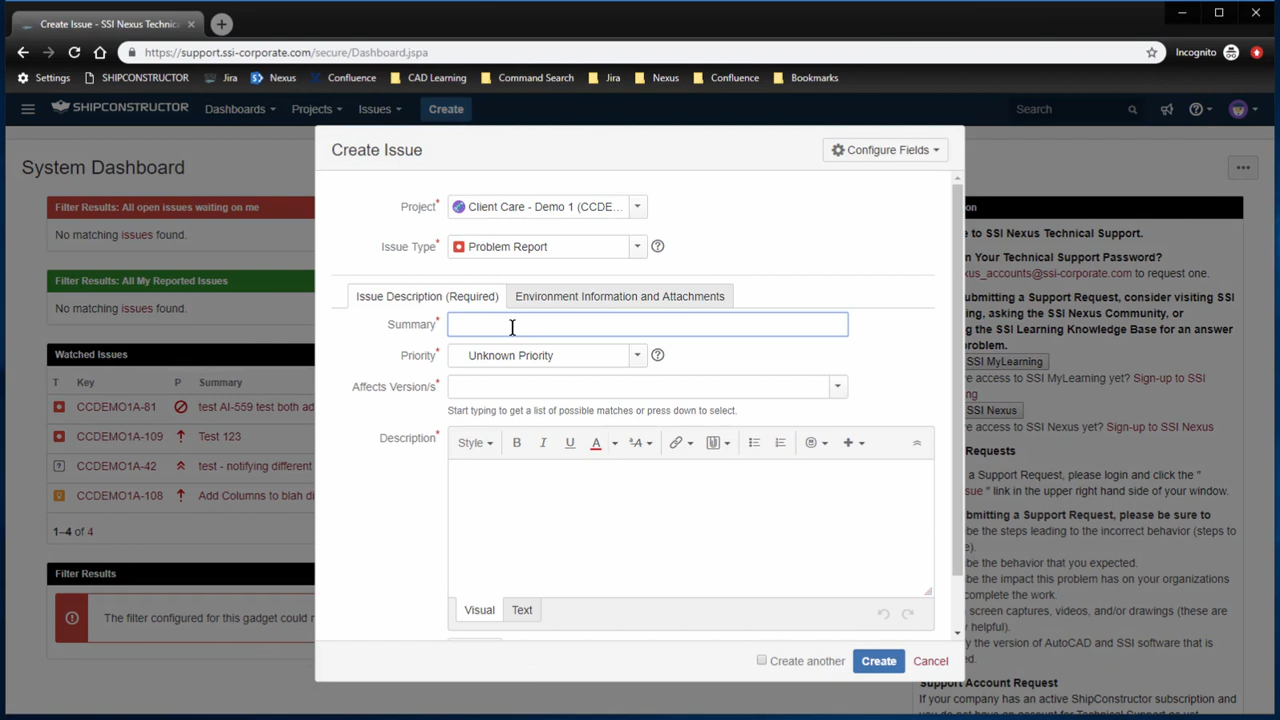 Create Issue - SSI Nexus Technic
https://support.ssi-corporate.com/secure/Dashboard.jspa
Incognito
Settings SHIPCONSTRUCTOR Jira Nexus Confluence CAD Learning Command Search Jira Nexus Confluence Bookmarks
SHIPCONSTRUCTOR Dashboards Projects Issues Create Search
System Dashboard
Filter Results: All open issues waiting on me
No matching issues found.
Filter Results: All My Reported Issues
No matching issues found.
Watched Issues
T Key P Summary
CCDEMO1A-81 test AI-559 test both ad
CCDEMO1A-109 Test 123
CCDEMO1A-42 test - notifying different
CCDEMO1A-108 Add Columns to blah di
1–4 of 4
Filter Results
The filter configured for this gadget could n
Create Issue
Configure Fields
Project* Client Care - Demo 1 (CCDE...
Issue Type* Problem Report
Issue Description (Required) Environment Information and Attachments
Summary*
Priority* Unknown Priority
Affects Version/s*
Start typing to get a list of possible matches or press down to select.
Description*
Style B I U A
Visual Text
Create another Create Cancel
on
e to SSI Nexus Technical Support.
n Your Technical Support Password?
xus_accounts@ssi-corporate.com to request one.
ubmitting a Support Request, consider visiting SSI
ing, asking the SSI Nexus Community, or
ng the SSI Learning Knowledge Base for an answer
problem.
SSI MyLearning
ve access to SSI MyLearning yet? Sign-up to SSI
ng
SSI Nexus
ve access to SSI Nexus yet? Sign-up to SSI Nexus
Requests
a Support Request, please login and click the "
sue " link in the upper right hand side of your window.
ubmitting a Support Request, please be sure to
be the steps leading to the incorrect behavior (steps to
e).
be the behavior that you expected.
be the impact this problem has on your organizations
complete the work.
screen captures, videos, and/or drawings (these are
y helpful).
y the version of AutoCAD and SSI software that is
d.
Support Account Request
If your company has an active ShipConstructor subscription and